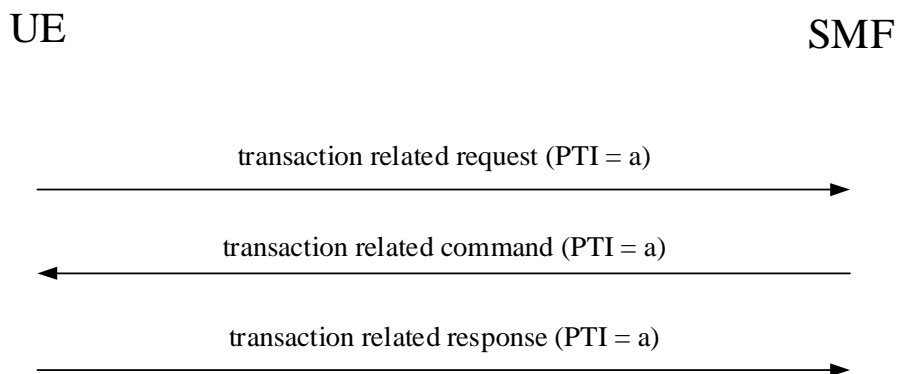 UE
SMF
transaction related request (PTI = a)
transaction related command (PTI = a)
transaction related response (PTI = a)